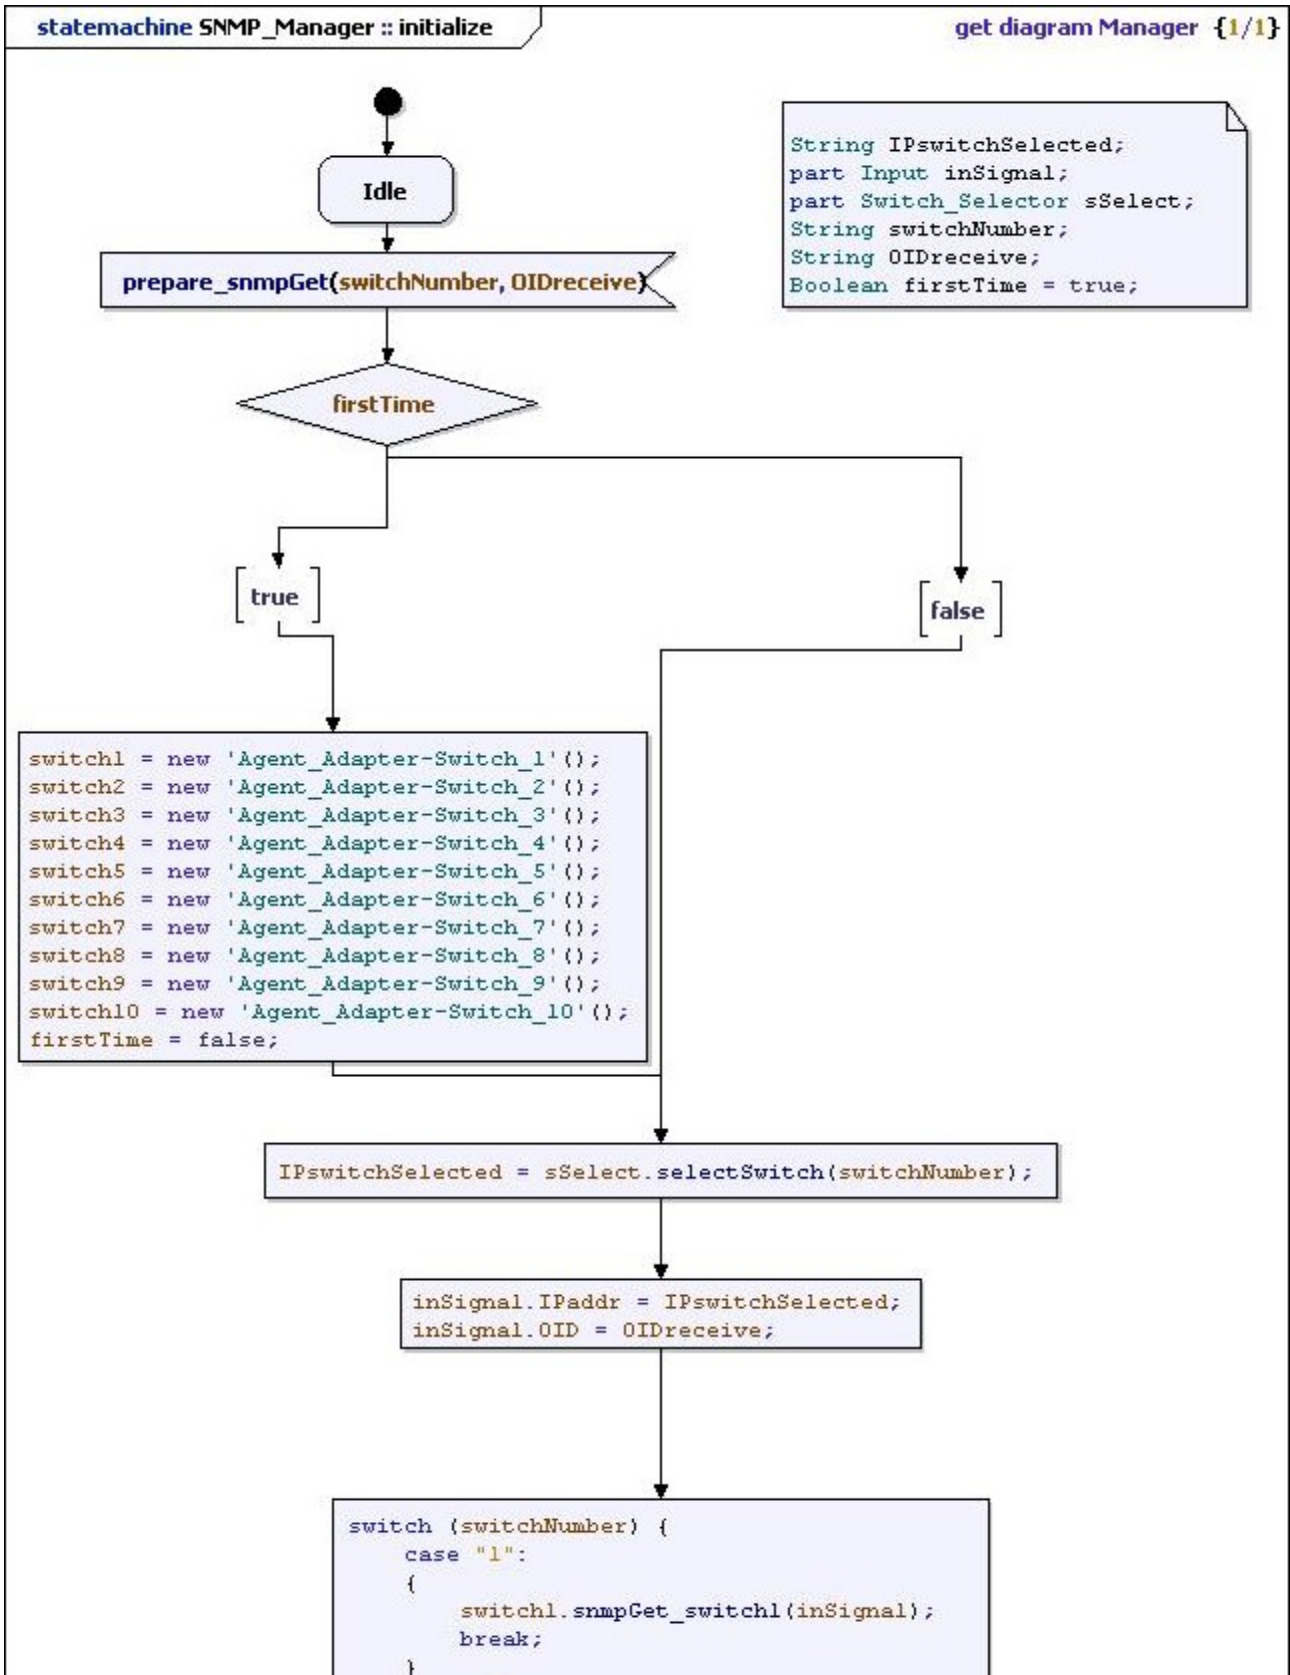 statemachine SNMP_Manager :: initialize
get diagram Manager {1/1}
String IPswitchSelected;
part Input inSignal;
part Switch_Selector sSelect;
String switchNumber;
String OIDreceive;
Boolean firstTime = true;
Idle
prepare_snmpGet(switchNumber, OIDreceive)
firstTime
true
false
switch1 = new 'Agent_Adapter-Switch_1'();
switch2 = new 'Agent_Adapter-Switch_2'();
switch3 = new 'Agent_Adapter-Switch_3'();
switch4 = new 'Agent_Adapter-Switch_4'();
switch5 = new 'Agent_Adapter-Switch_5'();
switch6 = new 'Agent_Adapter-Switch_6'();
switch7 = new 'Agent_Adapter-Switch_7'();
switch8 = new 'Agent_Adapter-Switch_8'();
switch9 = new 'Agent_Adapter-Switch_9'();
switch10 = new 'Agent_Adapter-Switch_10'();
firstTime = false;
IPswitchSelected = sSelect.selectSwitch(switchNumber);
inSignal.IPaddr = IPswitchSelected;
inSignal.OID = OIDreceive;
switch (switchNumber) {
case "1":
{
switch1.snmpGet_switch1(inSignal);
break;
}